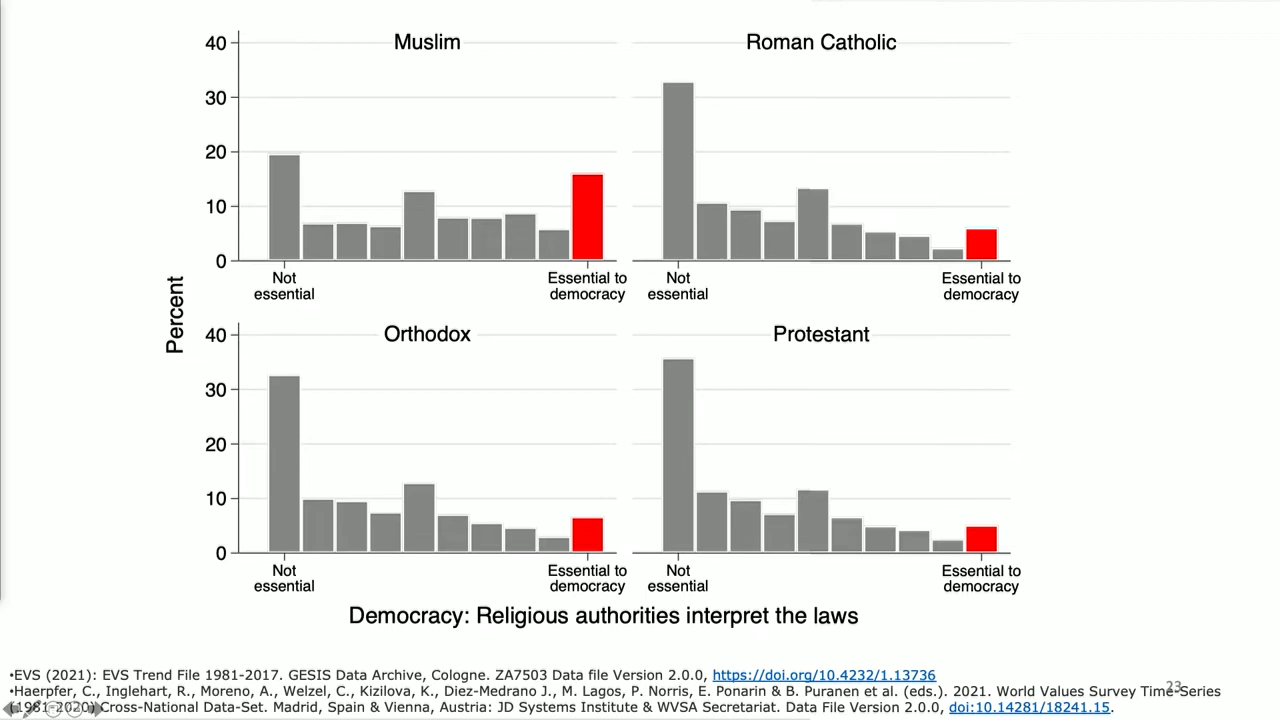 Muslim
Roman Catholic
40
30
20
10
0
Not essential
Essential to democracy
Not essential
Essential to democracy
Percent
Orthodox
Protestant
40
30
20
10
0
Not essential
Essential to democracy
Not essential
Essential to democracy
Democracy: Religious authorities interpret the laws
•EVS (2021): EVS Trend File 1981-2017. GESIS Data Archive, Cologne. ZA7503 Data file Version 2.0.0, https://doi.org/10.4232/1.13736
23
•Haerpfer, C., Inglehart, R., Moreno, A., Welzel, C., Kizilova, K., Diez-Medrano J., M. Lagos, P. Norris, E. Ponarin & B. Puranen et al. (eds.). 2021. World Values Survey Time-Series
(1981-2020) Cross-National Data-Set. Madrid, Spain & Vienna, Austria: JD Systems Institute & WVSA Secretariat. Data File Version 2.0.0, doi:10.14281/18241.15.